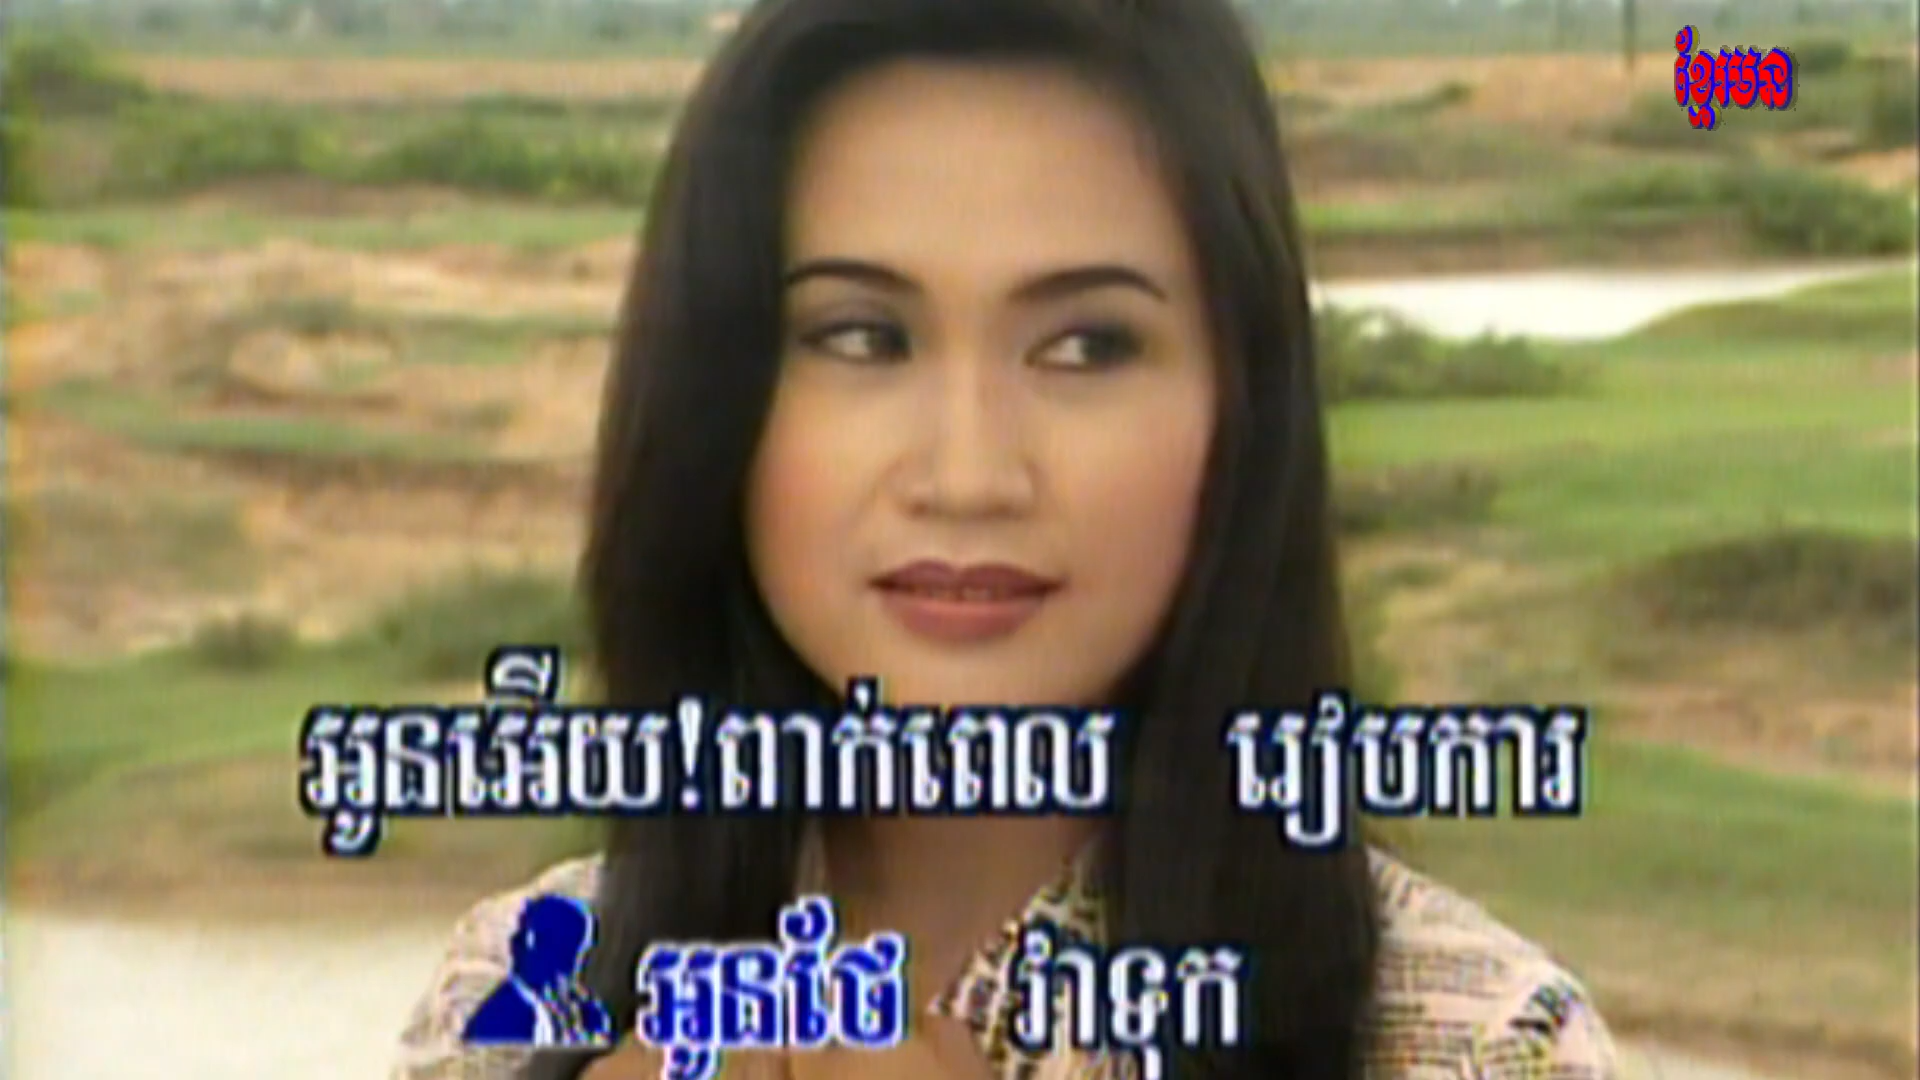 ខ្មែរមន
អូនអើយ!ពាក់ពេល រៀបការ
អូនថែ រំាទុក